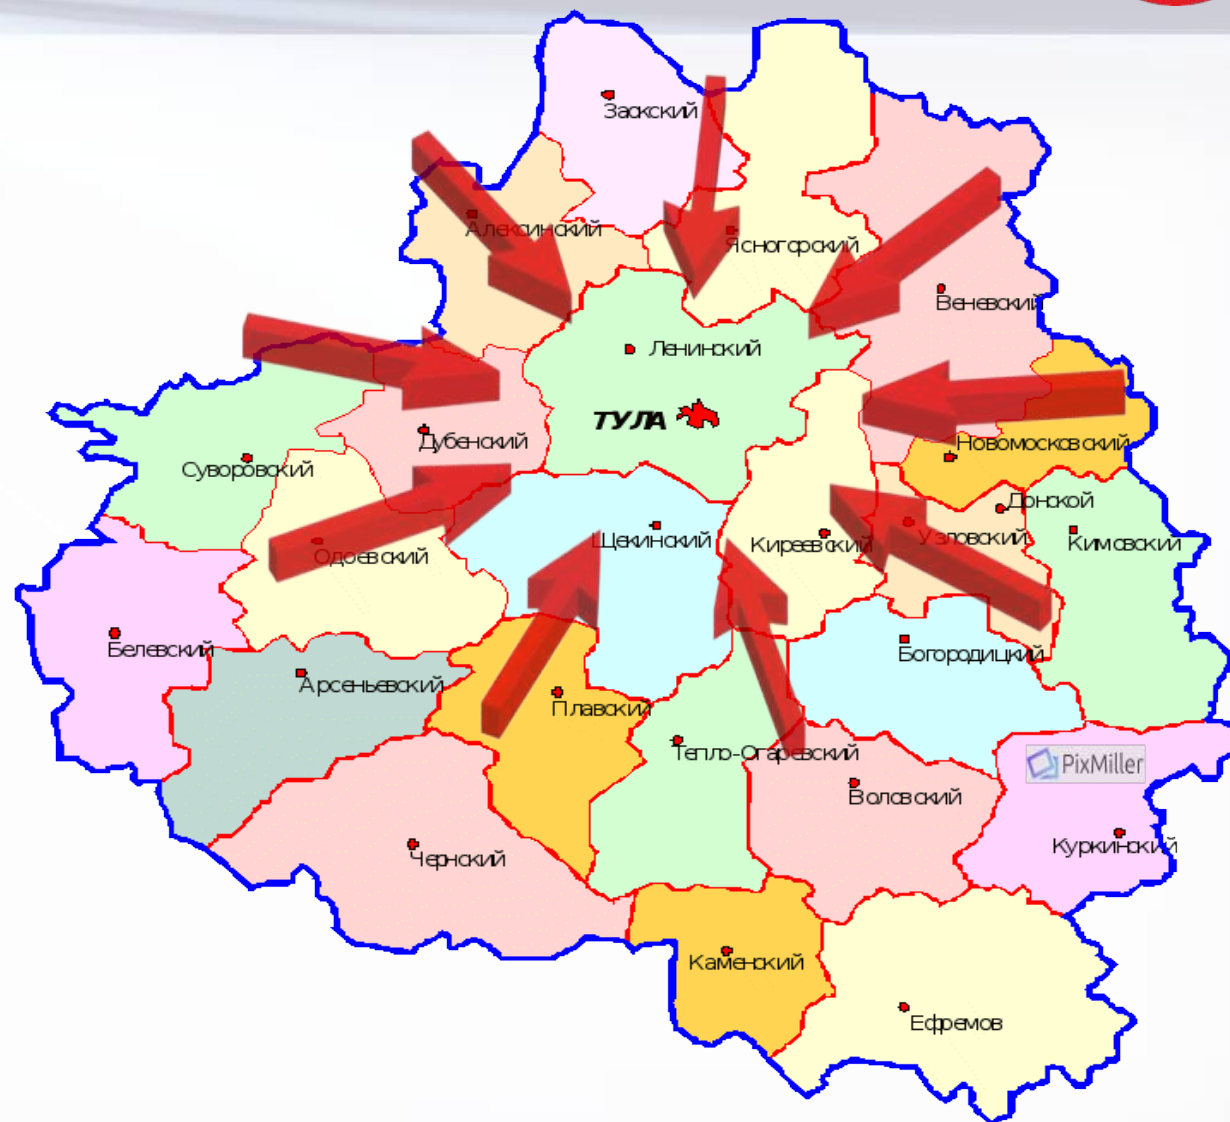 Заокский
Алексинский
Ясногорский
Веневский
Ленинский
ТУЛА
Дубенский
Новомосковский
Суворовский
Донской
Щекинский
Киреевский
Узловский
Кимовский
Одоевский
Белевский
Богородицкий
Арсеньевский
Плавский
Тепло-Огаревский
PixMiller
Воловский
Чернский
Куркинский
Каменский
Ефремов